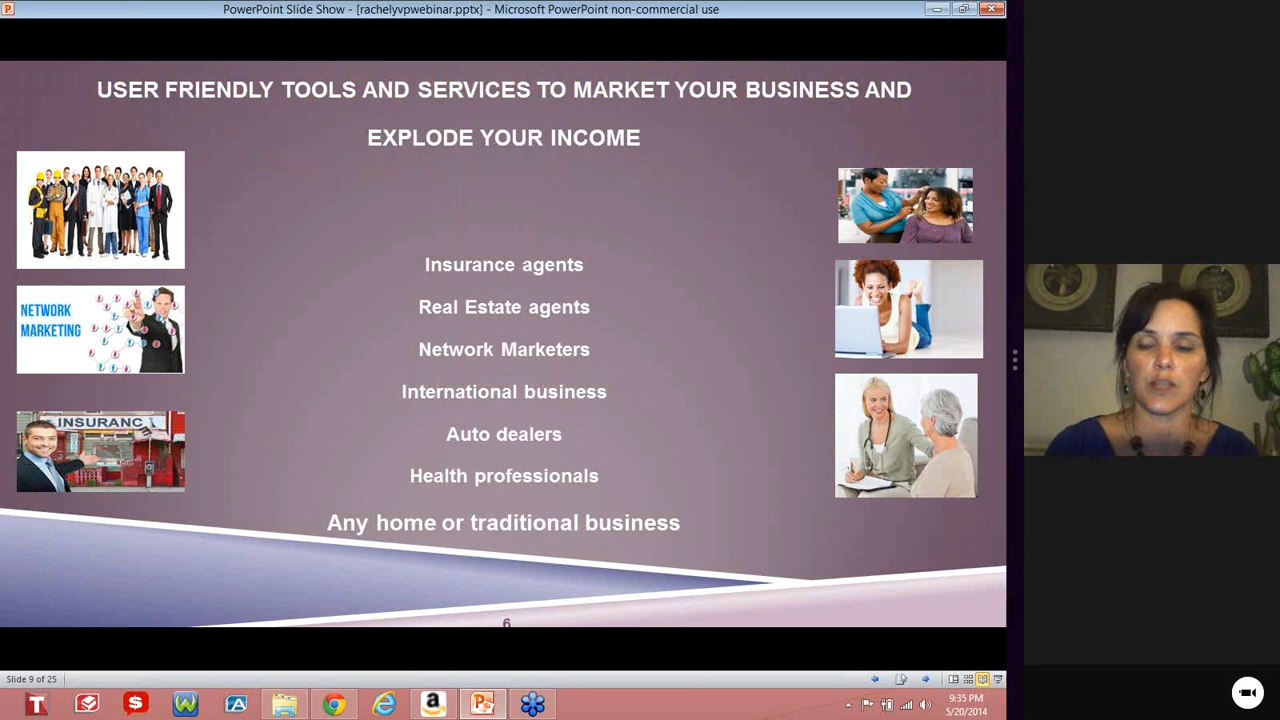 PowerPoint Slide Show - [rachelyvpwebinar.pptx] - Microsoft PowerPoint non-commercial use
USER FRIENDLY TOOLS AND SERVICES TO MARKET YOUR BUSINESS AND
EXPLODE YOUR INCOME
NETWORK
MARKETING
INSURANC
Insurance agents
Real Estate agents
Network Marketers
International business
Auto dealers
Health professionals
Any home or traditional business
6
Slide 9 of 25
9:35 PM
5/20/2014